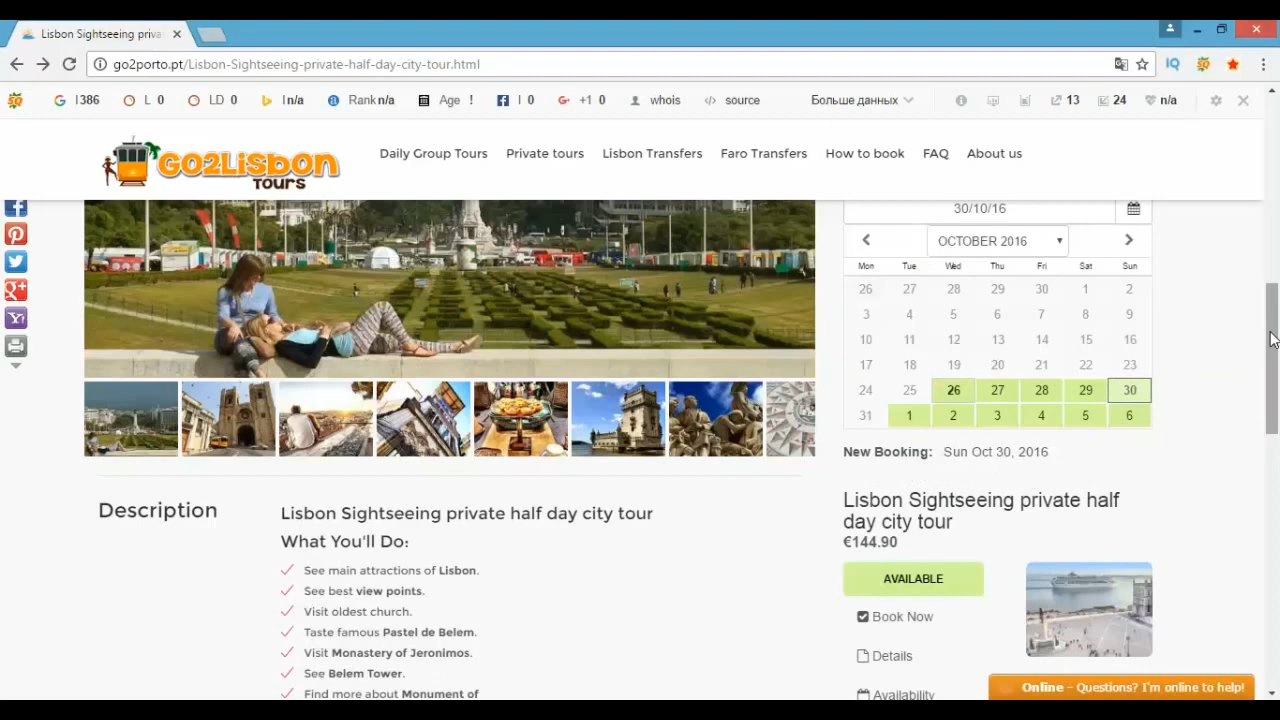 Lisbon Sightseeing priva
go2porto.pt/Lisbon-Sightseeing-private-half-day-city-tour.html
I 386 L 0 LD 0 I n/a Rank n/a Age ! I 0 +1 0 whois source Больше данных 13 24 n/a
GO2LISBON
TOURS
Daily Group Tours Private tours Lisbon Transfers Faro Transfers How to book FAQ About us
30/10/16
OCTOBER 2016
Mon Tue Wed Thu Fri Sat Sun
26 27 28 29 30 1 2
3 4 5 6 7 8 9
10 11 12 13 14 15 16
17 18 19 20 21 22 23
24 25 26 27 28 29 30
31 1 2 3 4 5 6
New Booking: Sun Oct 30, 2016
Lisbon Sightseeing private half
day city tour
€144.90
AVAILABLE
Book Now
Details
Availability
Description
Lisbon Sightseeing private half day city tour
What You'll Do:
See main attractions of Lisbon.
See best view points.
Visit oldest church.
Taste famous Pastel de Belem.
Visit Monastery of Jeronimos.
See Belem Tower.
Find more about Monument of
Online - Questions? I'm online to help!